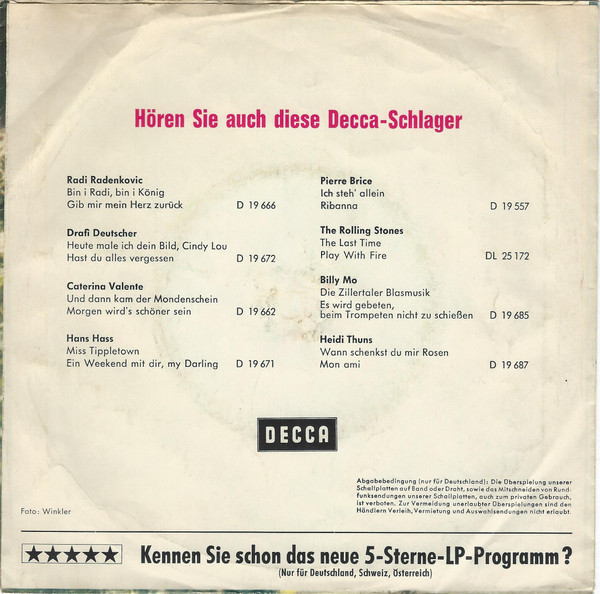 Hören Sie auch diese Decca-Schlager
Radi Radenkovic
Bin i Radi, bin i König
Gib mir mein Herz zurück D 19 666
Drafi Deutscher
Heute male ich dein Bild, Cindy Lou
Hast du alles vergessen D 19 672
Caterina Valente
Und dann kam der Mondenschein
Morgen wird's schöner sein D 19 662
Hans Hass
Miss Tippletown
Ein Weekend mit dir, my Darling D 19 671
Pierre Brice
Ich steh' allein
Ribanna D 19 557
The Rolling Stones
The Last Time
Play With Fire DL 25 172
Billy Mo
Die Zillertaler Blasmusik
Es wird gebeten,
beim Trompeten nicht zu schießen D 19 685
Heidi Thuns
Wann schenkst du mir Rosen
Mon ami D 19 687
DECCA
Abgabebedingung (nur für Deutschland): Die Überspielung unserer
Schallplatten auf Band oder Draht, sowie das Mitschneiden von Rund-
funksendungen unserer Schallplatten, auch zum privaten Gebrauch,
ist verboten. Zur Vermeidung unerlaubter Überspielungen sind den
Händlern Verleih, Vermietung und Auswahlsendungen nicht erlaubt.
Foto: Winkler
★★★★★ Kennen Sie schon das neue 5-Sterne-LP-Programm?
(Nur für Deutschland, Schweiz, Österreich)